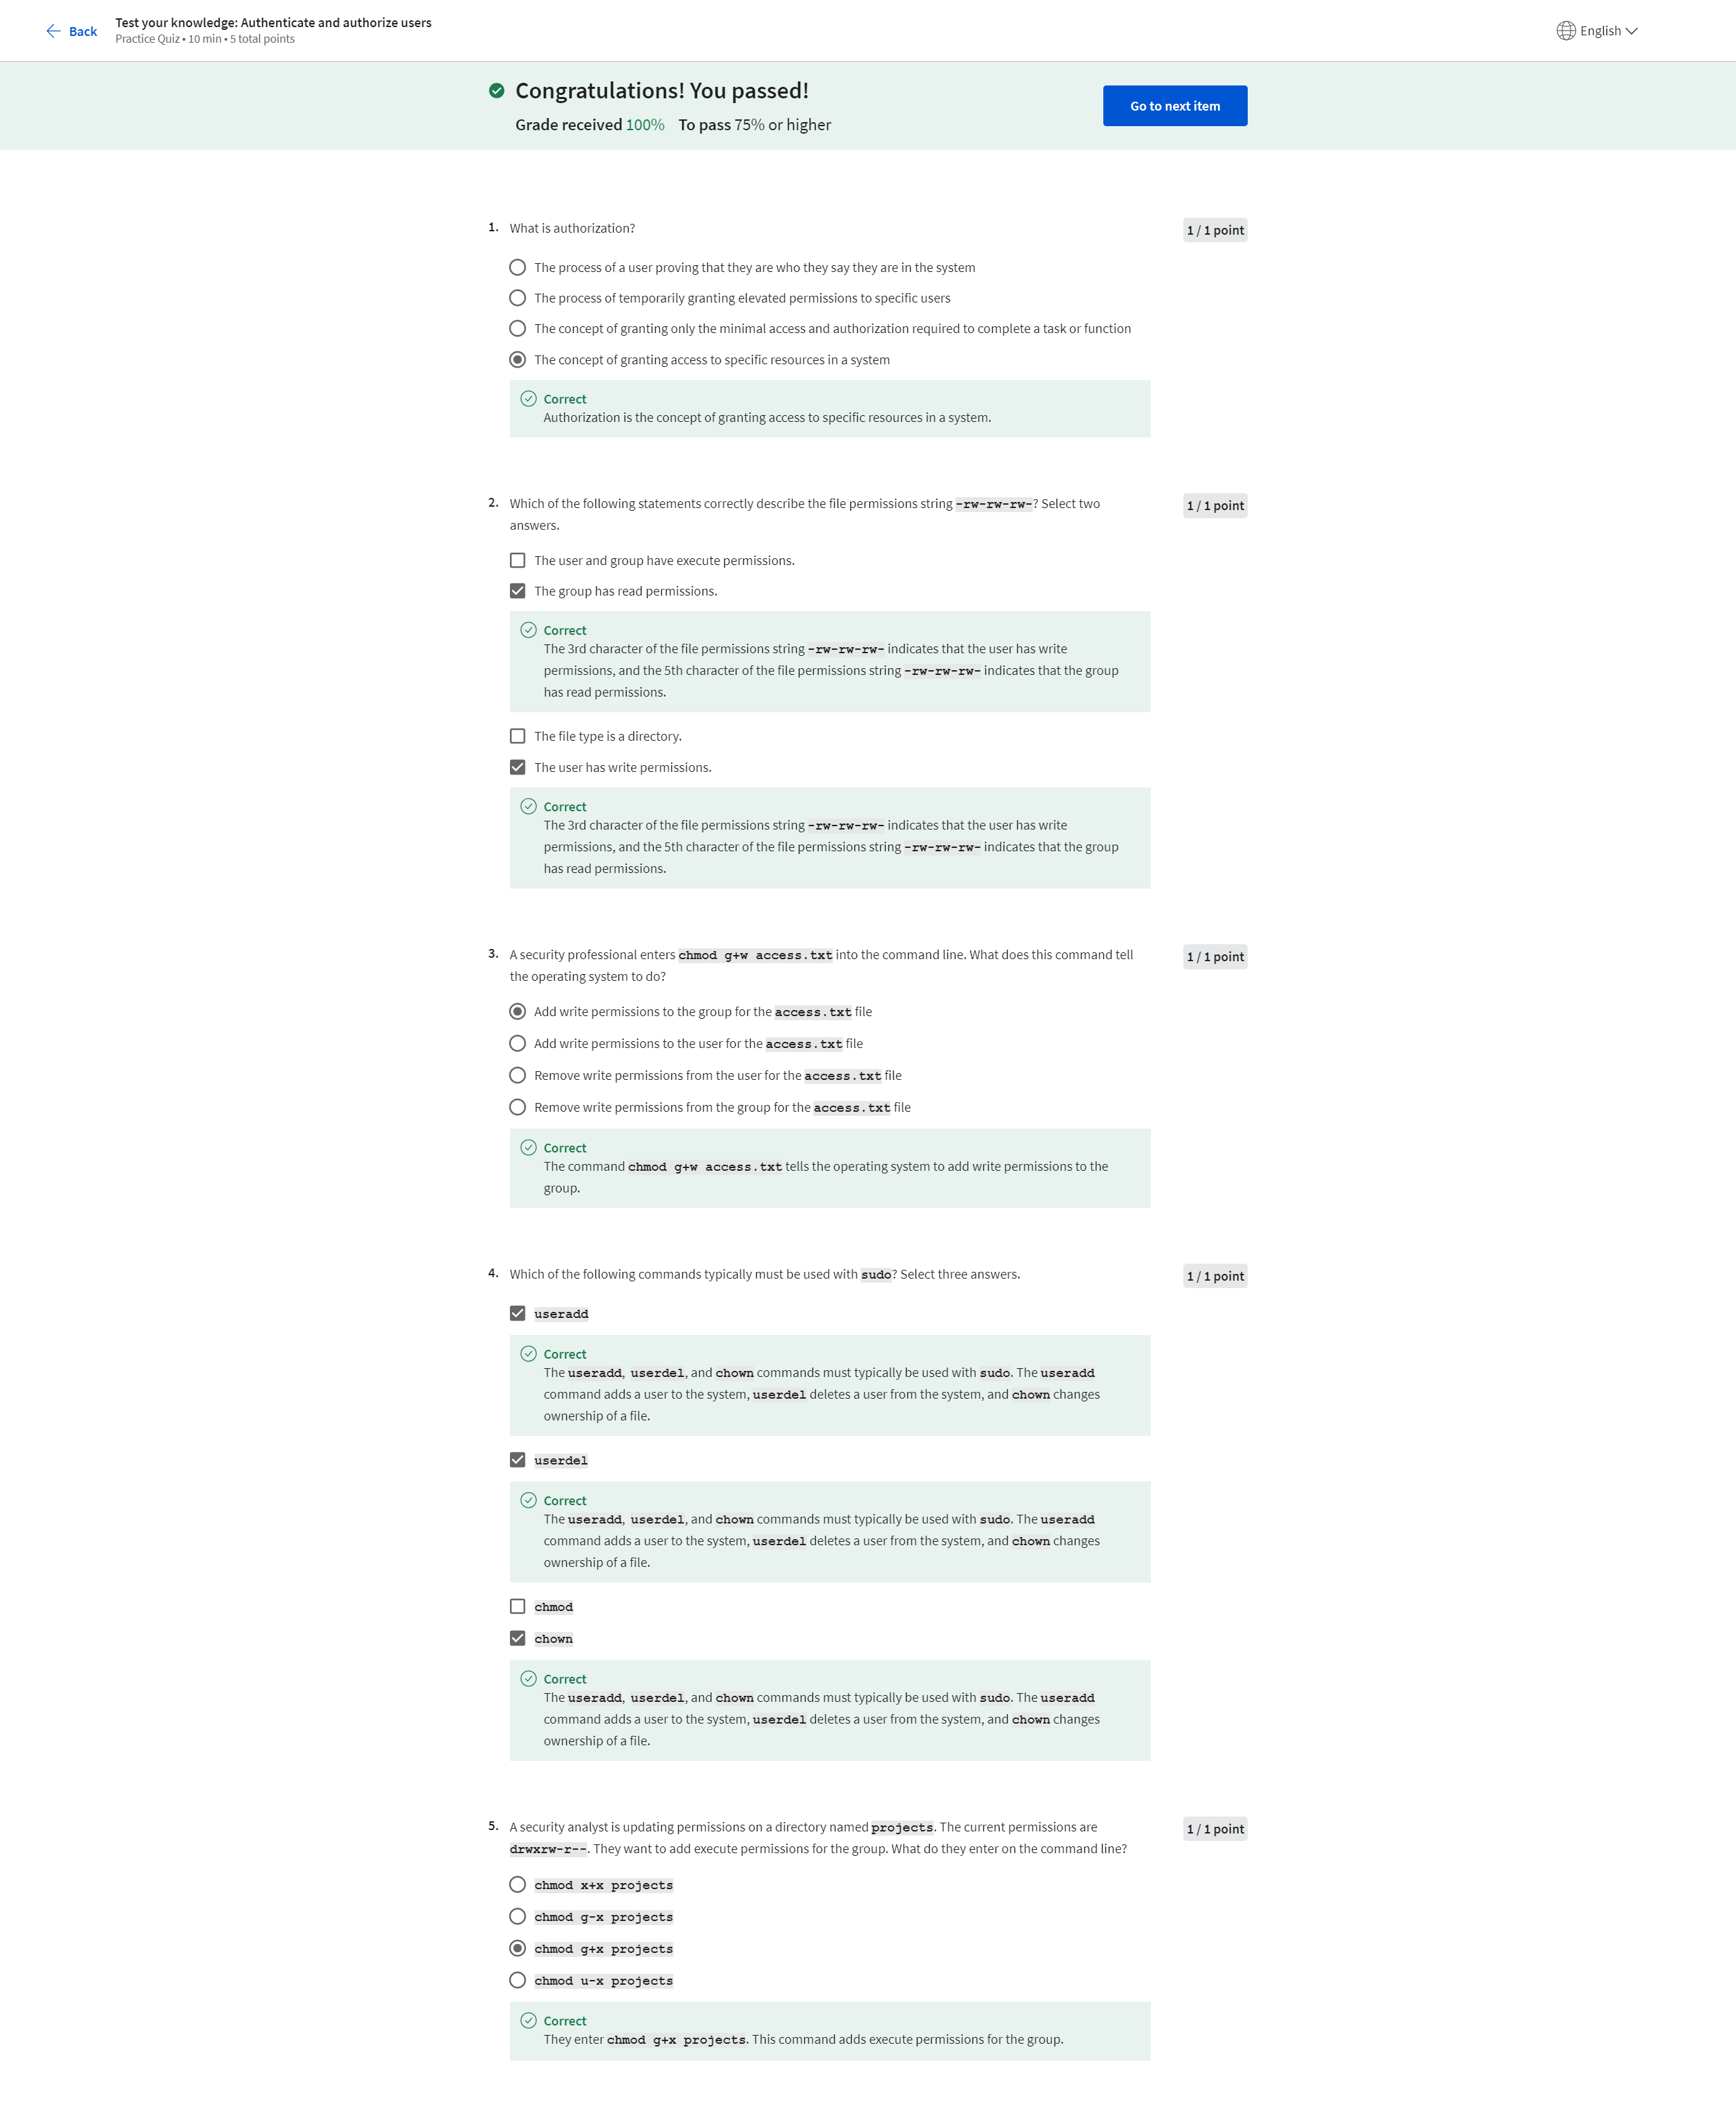 Back
Test your knowledge: Authenticate and authorize users
Practice Quiz • 10 min • 5 total points
English
Congratulations! You passed!
Grade received 100% To pass 75% or higher
Go to next item
1. What is authorization?
1 / 1 point
The process of a user proving that they are who they say they are in the system
The process of temporarily granting elevated permissions to specific users
The concept of granting only the minimal access and authorization required to complete a task or function
The concept of granting access to specific resources in a system
Correct
Authorization is the concept of granting access to specific resources in a system.
2. Which of the following statements correctly describe the file permissions string -rw-rw-rw-? Select two
answers.
1 / 1 point
The user and group have execute permissions.
The group has read permissions.
Correct
The 3rd character of the file permissions string -rw-rw-rw- indicates that the user has write
permissions, and the 5th character of the file permissions string -rw-rw-rw- indicates that the group
has read permissions.
The file type is a directory.
The user has write permissions.
Correct
The 3rd character of the file permissions string -rw-rw-rw- indicates that the user has write
permissions, and the 5th character of the file permissions string -rw-rw-rw- indicates that the group
has read permissions.
3. A security professional enters chmod g+w access.txt into the command line. What does this command tell
the operating system to do?
1 / 1 point
Add write permissions to the group for the access.txt file
Add write permissions to the user for the access.txt file
Remove write permissions from the user for the access.txt file
Remove write permissions from the group for the access.txt file
Correct
The command chmod g+w access.txt tells the operating system to add write permissions to the
group.
4. Which of the following commands typically must be used with sudo? Select three answers.
1 / 1 point
useradd
Correct
The useradd, userdel, and chown commands must typically be used with sudo. The useradd
command adds a user to the system, userdel deletes a user from the system, and chown changes
ownership of a file.
userdel
Correct
The useradd, userdel, and chown commands must typically be used with sudo. The useradd
command adds a user to the system, userdel deletes a user from the system, and chown changes
ownership of a file.
chmod
chown
Correct
The useradd, userdel, and chown commands must typically be used with sudo. The useradd
command adds a user to the system, userdel deletes a user from the system, and chown changes
ownership of a file.
5. A security analyst is updating permissions on a directory named projects. The current permissions are
drwxrw-r--. They want to add execute permissions for the group. What do they enter on the command line?
1 / 1 point
chmod x+x projects
chmod g-x projects
chmod g+x projects
chmod u-x projects
Correct
They enter chmod g+x projects. This command adds execute permissions for the group.